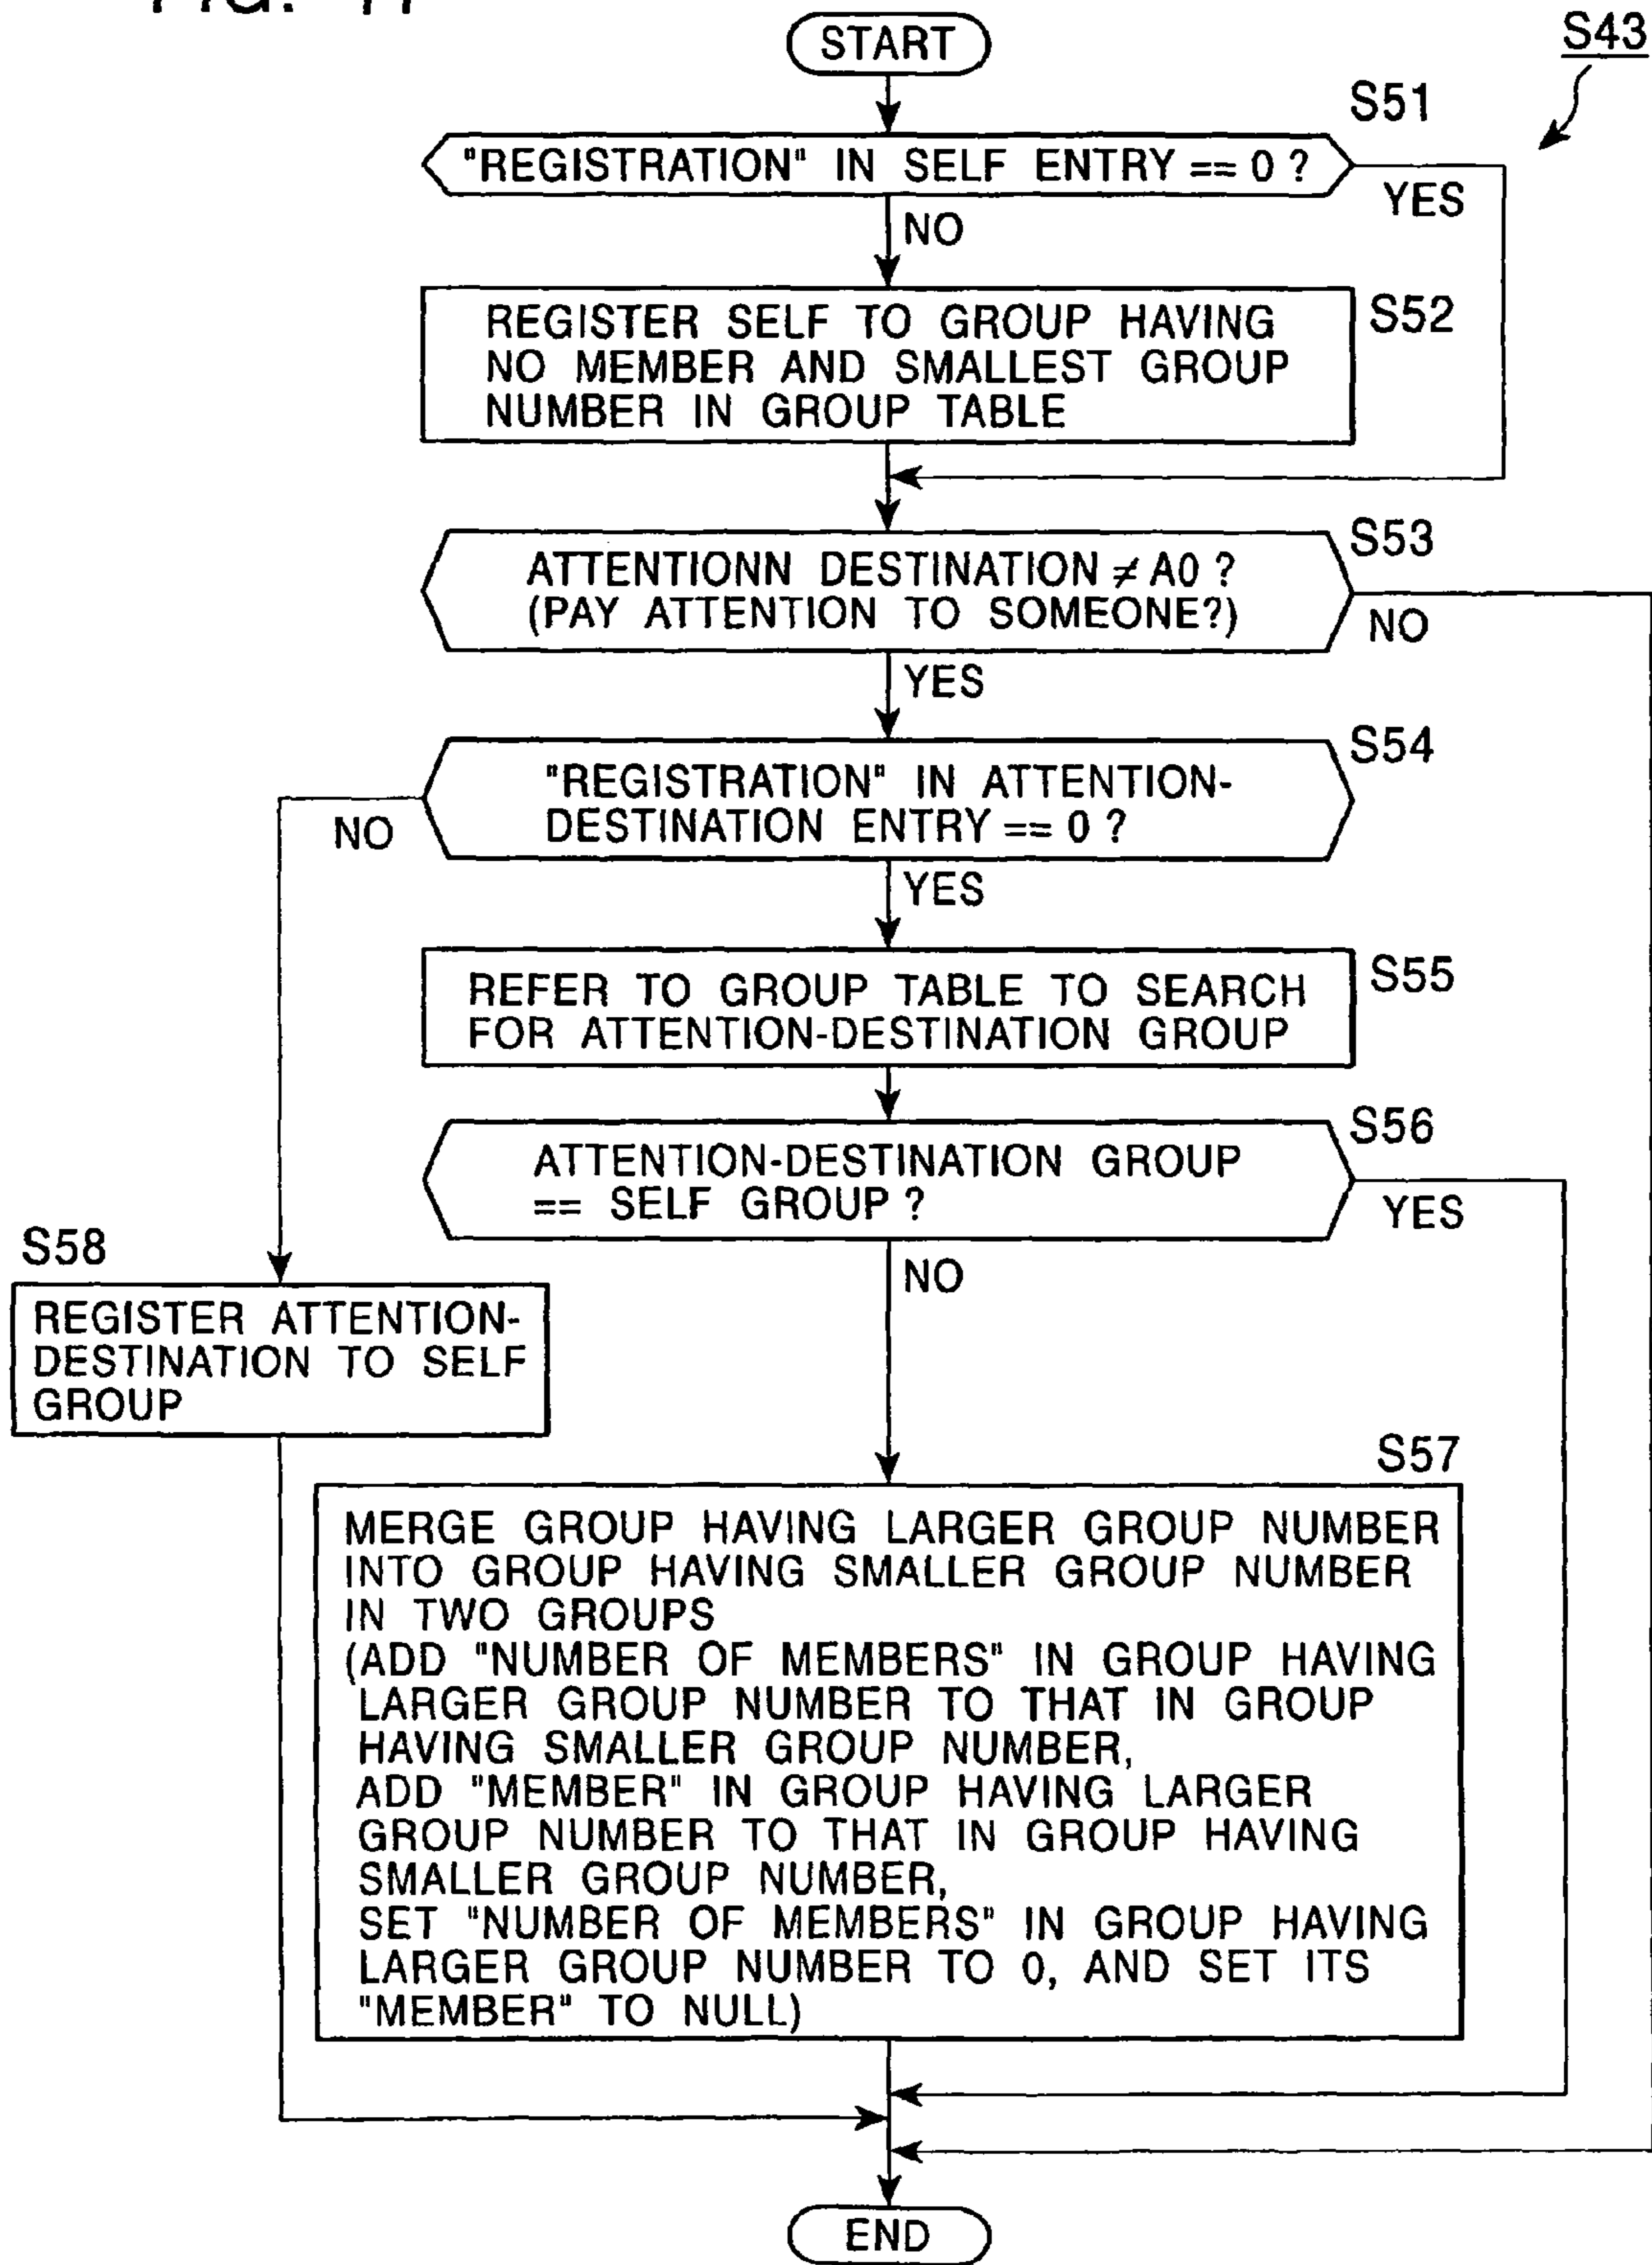 START
S43
S51
"REGISTRATION" IN SELF ENTRY == 0 ?
YES
NO
REGISTER SELF TO GROUP HAVING
NO MEMBER AND SMALLEST GROUP
NUMBER IN GROUP TABLE
S52
S53
ATTENTIONN DESTINATION ≠ A0 ?
(PAY ATTENTION TO SOMEONE?)
NO
YES
S54
"REGISTRATION" IN ATTENTION-
DESTINATION ENTRY == 0 ?
NO
YES
REFER TO GROUP TABLE TO SEARCH
FOR ATTENTION-DESTINATION GROUP
S55
S56
ATTENTION-DESTINATION GROUP
== SELF GROUP ?
YES
NO
S58
REGISTER ATTENTION-
DESTINATION TO SELF
GROUP
S57
MERGE GROUP HAVING LARGER GROUP NUMBER
INTO GROUP HAVING SMALLER GROUP NUMBER
IN TWO GROUPS
(ADD "NUMBER OF MEMBERS" IN GROUP HAVING
LARGER GROUP NUMBER TO THAT IN GROUP
HAVING SMALLER GROUP NUMBER,
ADD "MEMBER" IN GROUP HAVING LARGER
GROUP NUMBER TO THAT IN GROUP HAVING
SMALLER GROUP NUMBER,
SET "NUMBER OF MEMBERS" IN GROUP HAVING
LARGER GROUP NUMBER TO 0, AND SET ITS
"MEMBER" TO NULL)
END